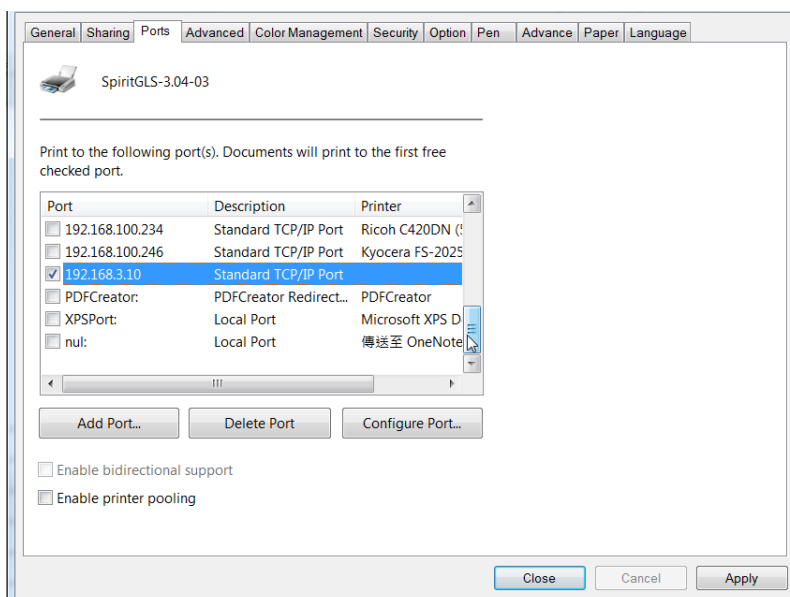 General Sharing Ports Advanced Color Management Security Option Pen Advance Paper Language
SpiritGLS-3.04-03
Print to the following port(s). Documents will print to the first free
checked port.
Port Description Printer
192.168.100.234 Standard TCP/IP Port Ricoh C420DN (
192.168.100.246 Standard TCP/IP Port Kyocera FS-2025
192.168.3.10 Standard TCP/IP Port
PDFCreator: PDFCreator Redirect... PDFCreator
XPSPort: Local Port Microsoft XPS D
nul: Local Port 傳送至 OneNote
Add Port... Delete Port Configure Port...
Enable bidirectional support
Enable printer pooling
Close Cancel Apply